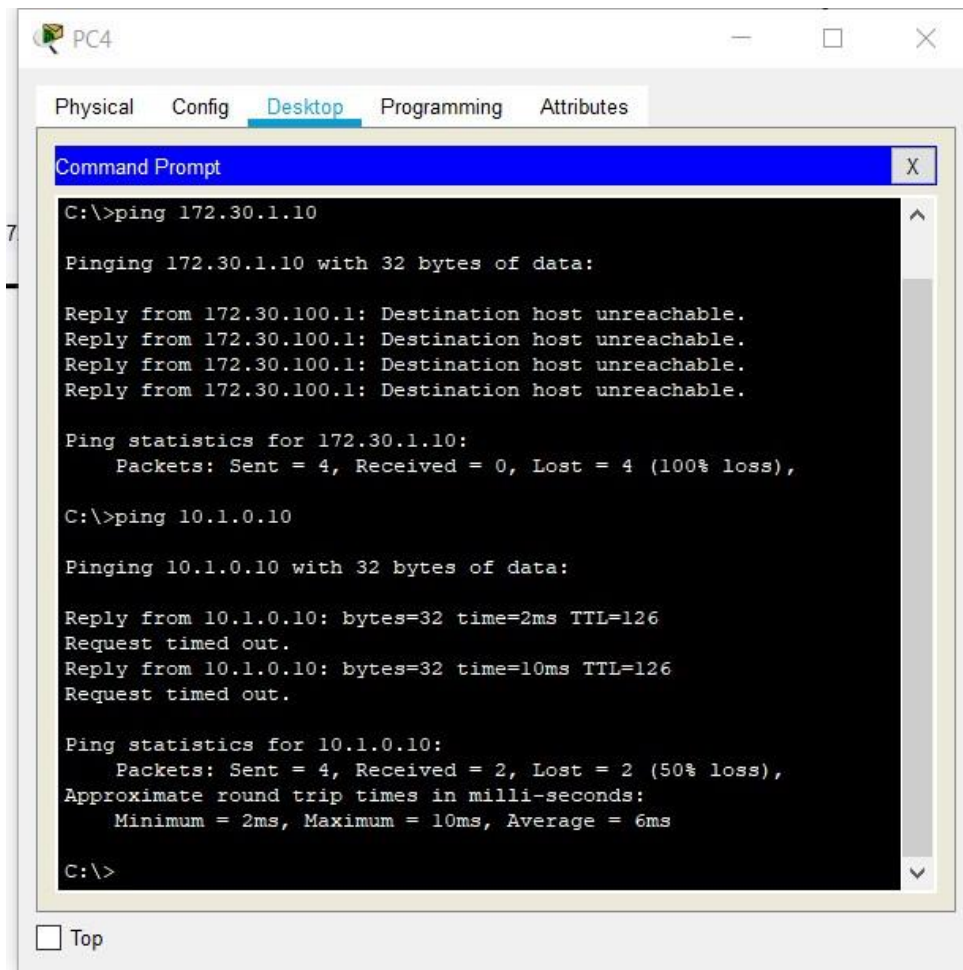 PC4
Physical Config Desktop Programming Attributes
Command Prompt X
C:\>ping 172.30.1.10
Pinging 172.30.1.10 with 32 bytes of data:
Reply from 172.30.100.1: Destination host unreachable.
Reply from 172.30.100.1: Destination host unreachable.
Reply from 172.30.100.1: Destination host unreachable.
Reply from 172.30.100.1: Destination host unreachable.
Ping statistics for 172.30.1.10:
Packets: Sent = 4, Received = 0, Lost = 4 (100% loss),
C:\>ping 10.1.0.10
Pinging 10.1.0.10 with 32 bytes of data:
Reply from 10.1.0.10: bytes=32 time=2ms TTL=126
Request timed out.
Reply from 10.1.0.10: bytes=32 time=10ms TTL=126
Request timed out.
Ping statistics for 10.1.0.10:
Packets: Sent = 4, Received = 2, Lost = 2 (50% loss),
Approximate round trip times in milli-seconds:
Minimum = 2ms, Maximum = 10ms, Average = 6ms
C:\>
Top
7